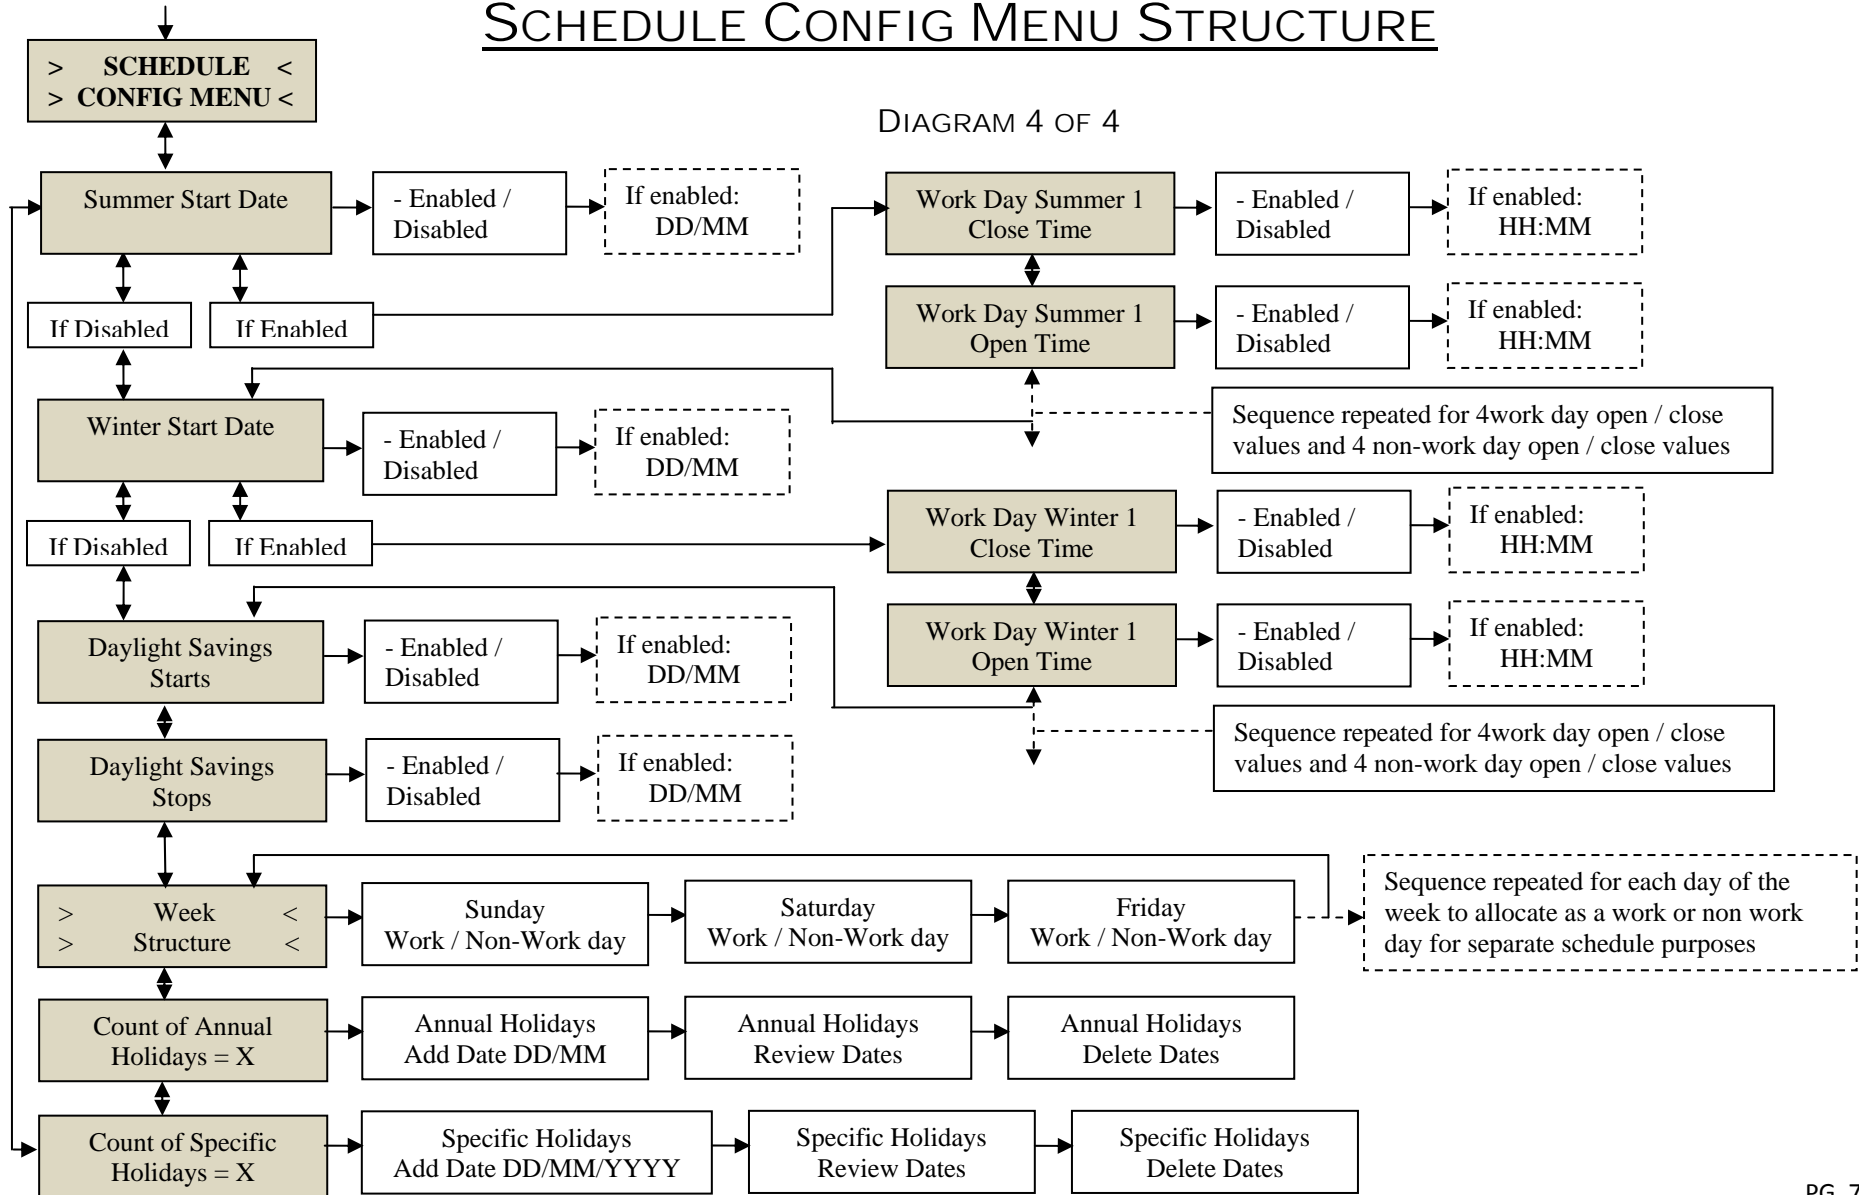 SCHEDULE CONFIG MENU STRUCTURE
DIAGRAM 4 OF 4
> SCHEDULE <
> CONFIG MENU <
Summer Start Date
- Enabled /
Disabled
If enabled:
DD/MM
Work Day Summer 1
Close Time
- Enabled /
Disabled
If enabled:
HH:MM
If Disabled
If Enabled
Work Day Summer 1
Open Time
- Enabled /
Disabled
If enabled:
HH:MM
Sequence repeated for 4work day open / close
values and 4 non-work day open / close values
Winter Start Date
- Enabled /
Disabled
If enabled:
DD/MM
If Disabled
If Enabled
Work Day Winter 1
Close Time
- Enabled /
Disabled
If enabled:
HH:MM
Work Day Winter 1
Open Time
- Enabled /
Disabled
If enabled:
HH:MM
Sequence repeated for 4work day open / close
values and 4 non-work day open / close values
Daylight Savings
Starts
- Enabled /
Disabled
If enabled:
DD/MM
Daylight Savings
Stops
- Enabled /
Disabled
If enabled:
DD/MM
> Week <
> Structure <
Sunday
Work / Non-Work day
Saturday
Work / Non-Work day
Friday
Work / Non-Work day
Sequence repeated for each day of the
week to allocate as a work or non work
day for separate schedule purposes
Count of Annual
Holidays = X
Annual Holidays
Add Date DD/MM
Annual Holidays
Review Dates
Annual Holidays
Delete Dates
Count of Specific
Holidays = X
Specific Holidays
Add Date DD/MM/YYYY
Specific Holidays
Review Dates
Specific Holidays
Delete Dates
PG. 7